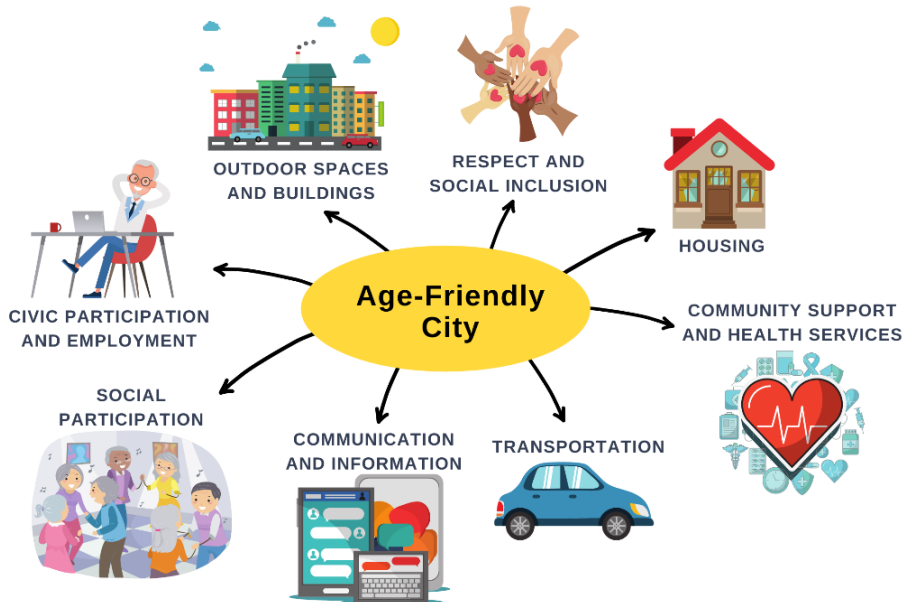 OUTDOOR SPACES
AND BUILDINGS
RESPECT AND
SOCIAL INCLUSION
HOUSING
COMMUNITY SUPPORT
AND HEALTH SERVICES
TRANSPORTATION
COMMUNICATION
AND INFORMATION
SOCIAL
PARTICIPATION
CIVIC PARTICIPATION
AND EMPLOYMENT
Age-Friendly
City